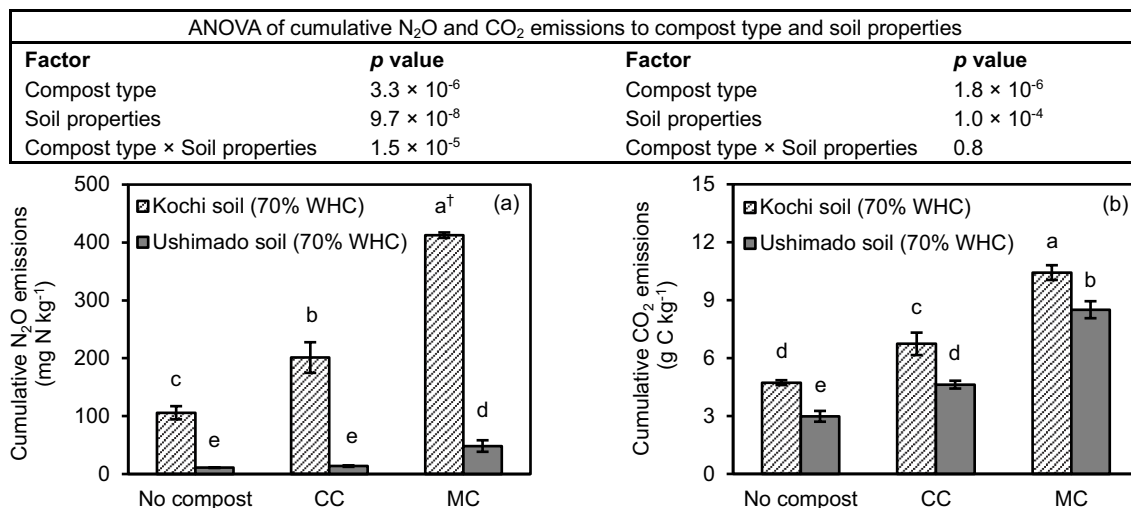 ANOVA of cumulative N₂O and CO₂ emissions to compost type and soil properties
Factor p value Factor p value
Compost type 3.3 × 10⁻⁶ Compost type 1.8 × 10⁻⁶
Soil properties 9.7 × 10⁻⁸ Soil properties 1.0 × 10⁻⁴
Compost type × Soil properties 1.5 × 10⁻⁵ Compost type × Soil properties 0.8
Cumulative N₂O emissions
(mg N kg⁻¹)
500
400
300
200
100
0
Kochi soil (70% WHC)
Ushimado soil (70% WHC)
(a)
c
e
b
e
a†
d
No compost CC MC
Cumulative CO₂ emissions
(g C kg⁻¹)
15
12
9
6
3
0
Kochi soil (70% WHC)
Ushimado soil (70% WHC)
(b)
d
e
c
d
a
b
No compost CC MC